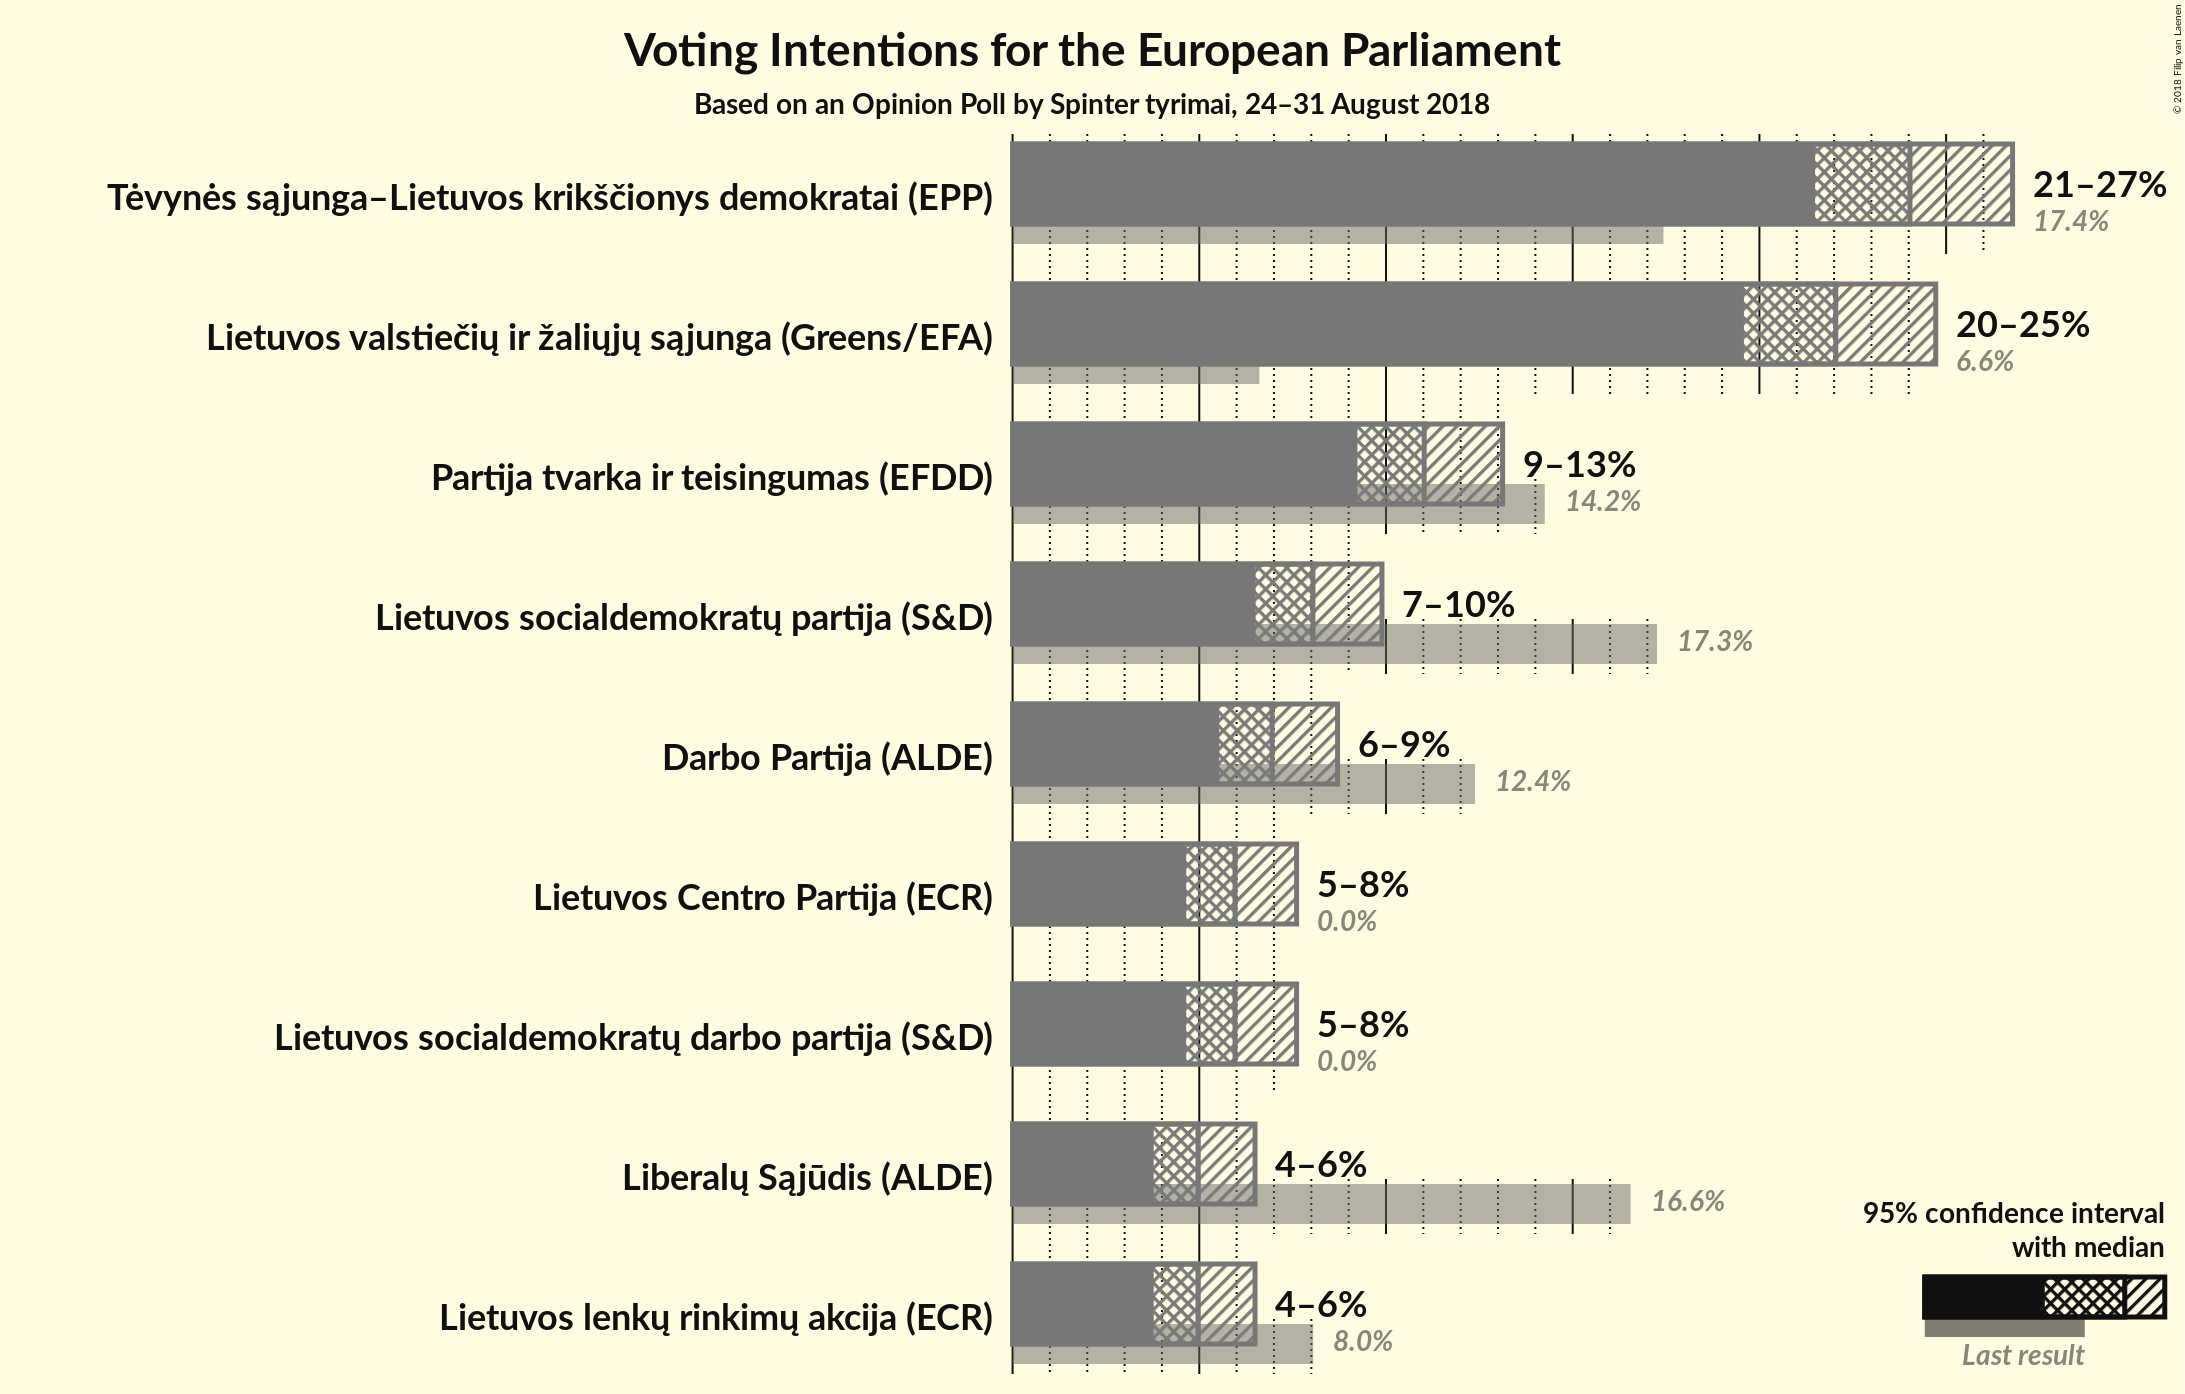 Voting Intentions for the European Parliament
Based on an Opinion Poll by Spinter tyrimai, 24–31 August 2018
© 2018 Filip van Laenen
Tėvynės sąjunga–Lietuvos krikščionys demokratai (EPP)
21–27%
17.4%
Lietuvos valstiečių ir žaliųjų sąjunga (Greens/EFA)
20–25%
6.6%
Partija tvarka ir teisingumas (EFDD)
9–13%
14.2%
Lietuvos socialdemokratų partija (S&D)
7–10%
17.3%
Darbo Partija (ALDE)
6–9%
12.4%
Lietuvos Centro Partija (ECR)
5–8%
0.0%
Lietuvos socialdemokratų darbo partija (S&D)
5–8%
0.0%
Liberalų Sąjūdis (ALDE)
4–6%
16.6%
Lietuvos lenkų rinkimų akcija (ECR)
4–6%
8.0%
95% confidence interval
with median
Last result